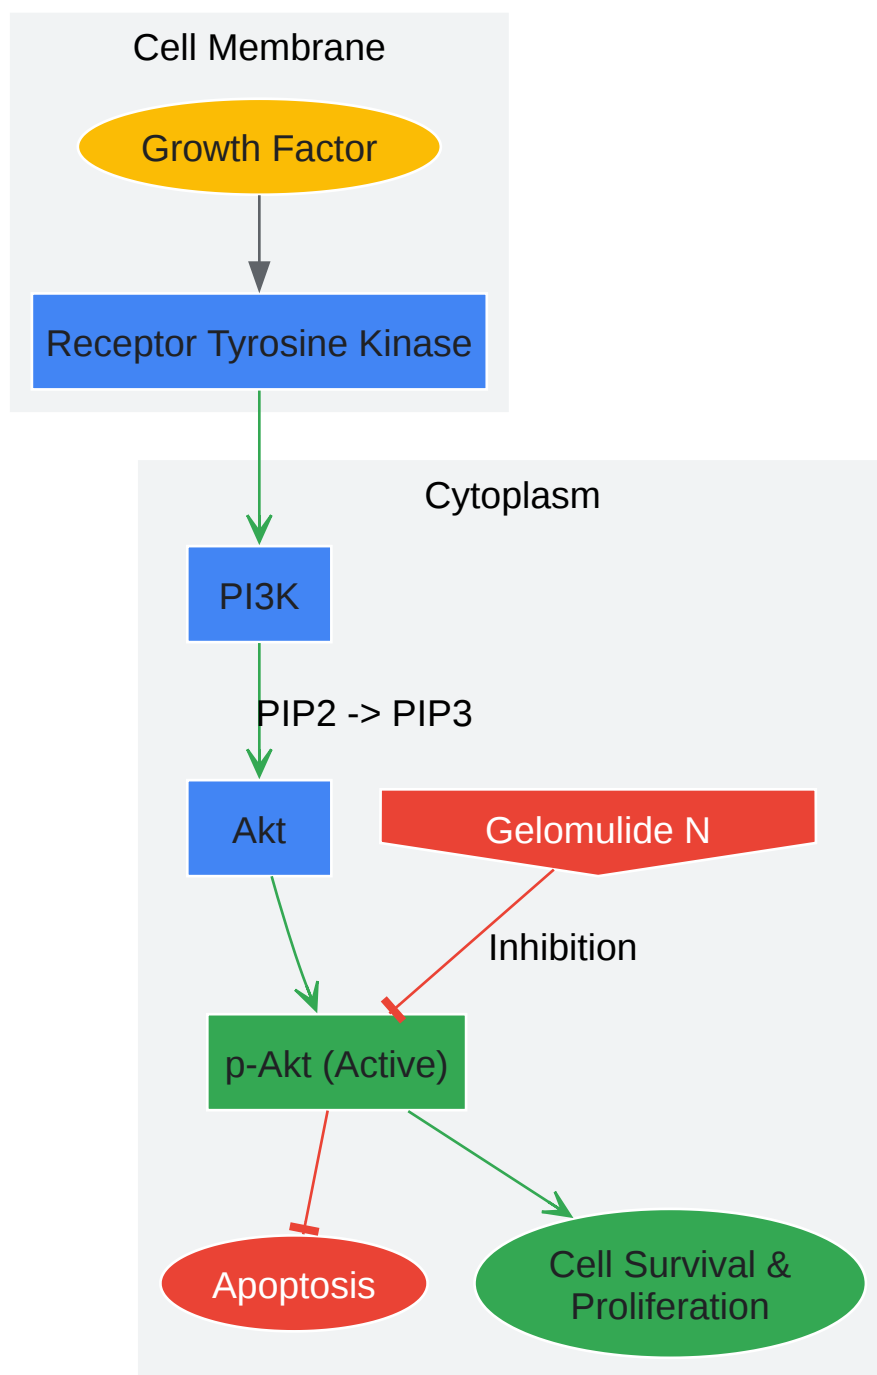 Cell Membrane
Growth Factor
Receptor Tyrosine Kinase
Cytoplasm
PI3K
PIP2 -> PIP3
Akt
Gelomulide N
Inhibition
p-Akt (Active)
Apoptosis
Cell Survival &
Proliferation